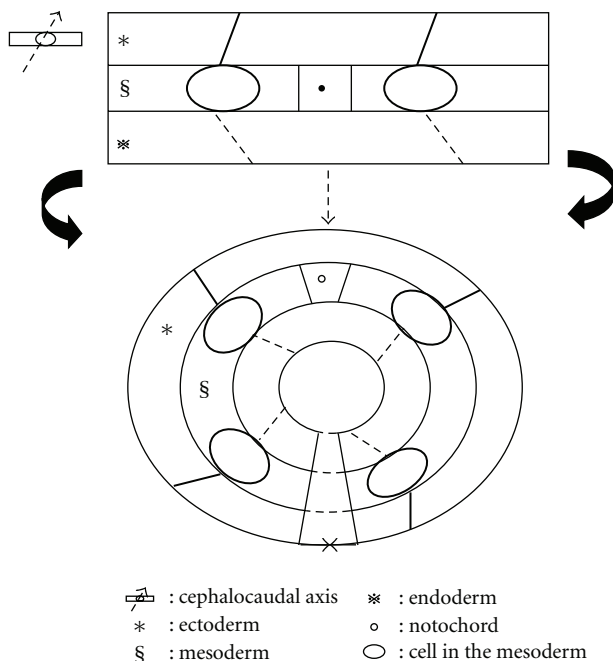 *
§
⋇
*
§
: cephalocaudal axis
⋇ : endoderm
* : ectoderm
: notochord
§ : mesoderm
: cell in the mesoderm